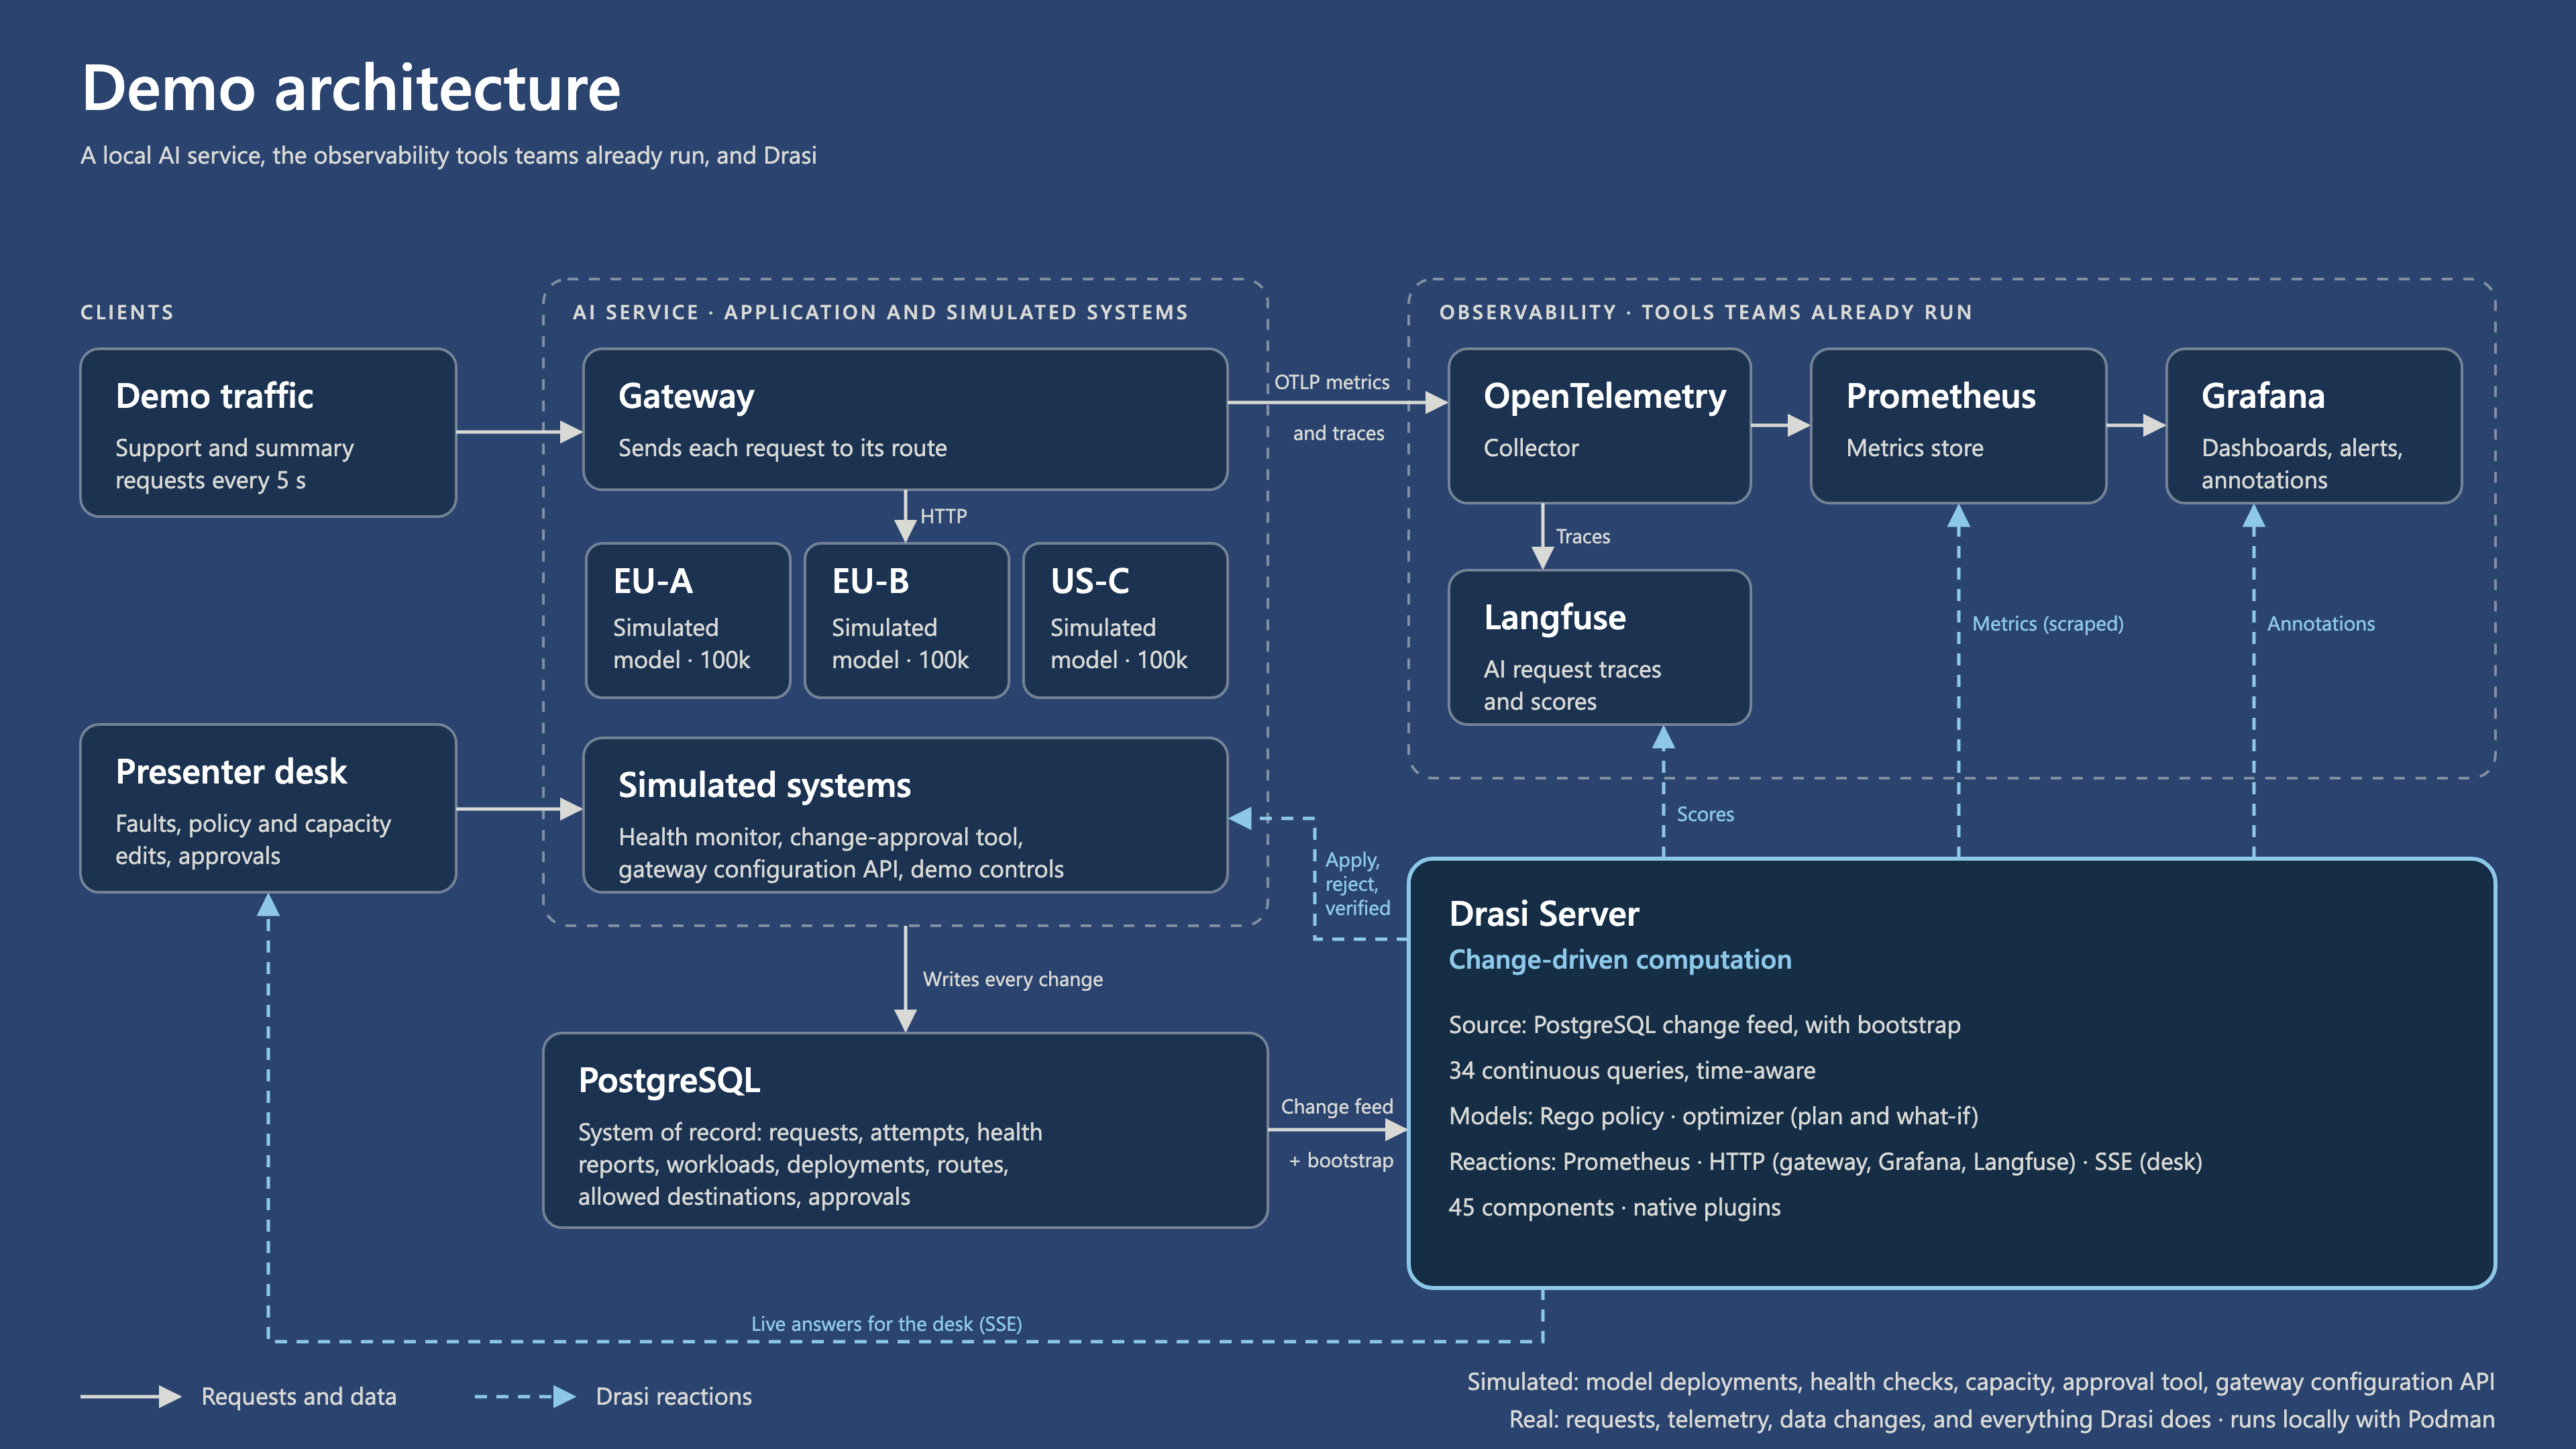 Demo architecture
A local AI service, the observability tools teams already run, and Drasi
CLIENTS
Demo traffic
Support and summary
requests every 5 s
Presenter desk
Faults, policy and capacity
edits, approvals
AI SERVICE · APPLICATION AND SIMULATED SYSTEMS
Gateway
Sends each request to its route
HTTP
EU-A
Simulated
model · 100k
EU-B
Simulated
model · 100k
US-C
Simulated
model · 100k
Simulated systems
Health monitor, change-approval tool,
gateway configuration API, demo controls
Writes every change
PostgreSQL
System of record: requests, attempts, health
reports, workloads, deployments, routes,
allowed destinations, approvals
OTLP metrics
and traces
OBSERVABILITY · TOOLS TEAMS ALREADY RUN
OpenTelemetry
Collector
Prometheus
Metrics store
Grafana
Dashboards, alerts,
annotations
Traces
Langfuse
AI request traces
and scores
Metrics (scraped)
Annotations
Scores
Apply,
reject,
verified
Change feed
+ bootstrap
Drasi Server
Change-driven computation
Source: PostgreSQL change feed, with bootstrap
34 continuous queries, time-aware
Models: Rego policy · optimizer (plan and what-if)
Reactions: Prometheus · HTTP (gateway, Grafana, Langfuse) · SSE (desk)
45 components · native plugins
Live answers for the desk (SSE)
Requests and data
Drasi reactions
Simulated: model deployments, health checks, capacity, approval tool, gateway configuration API
Real: requests, telemetry, data changes, and everything Drasi does · runs locally with Podman